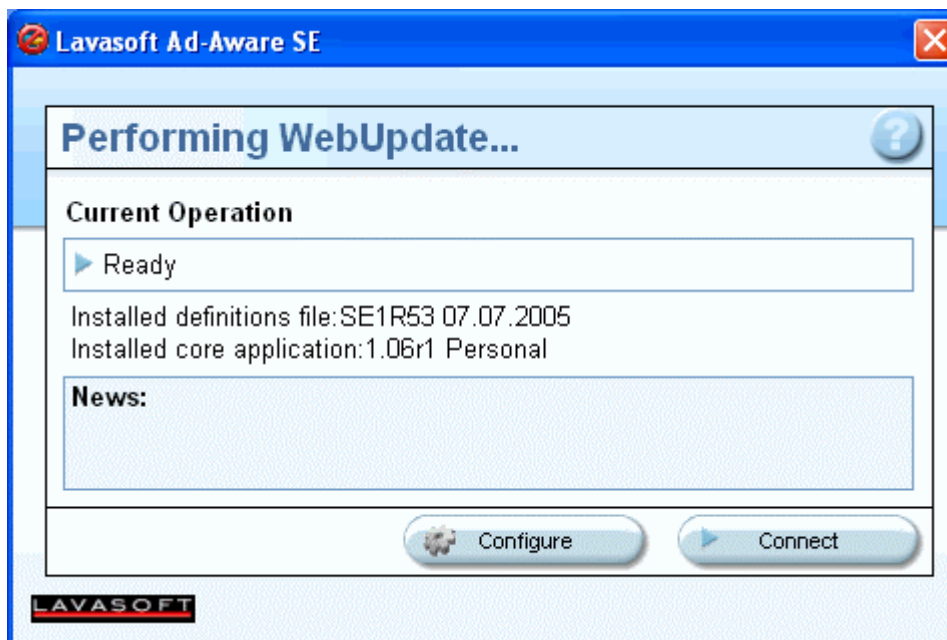 Lavasoft Ad-Aware SE
Performing WebUpdate...
?
Current Operation
Ready
Installed definitions file:SE1R53 07.07.2005
Installed core application:1.06r1 Personal
News:
Configure
Connect
LAVASOFT